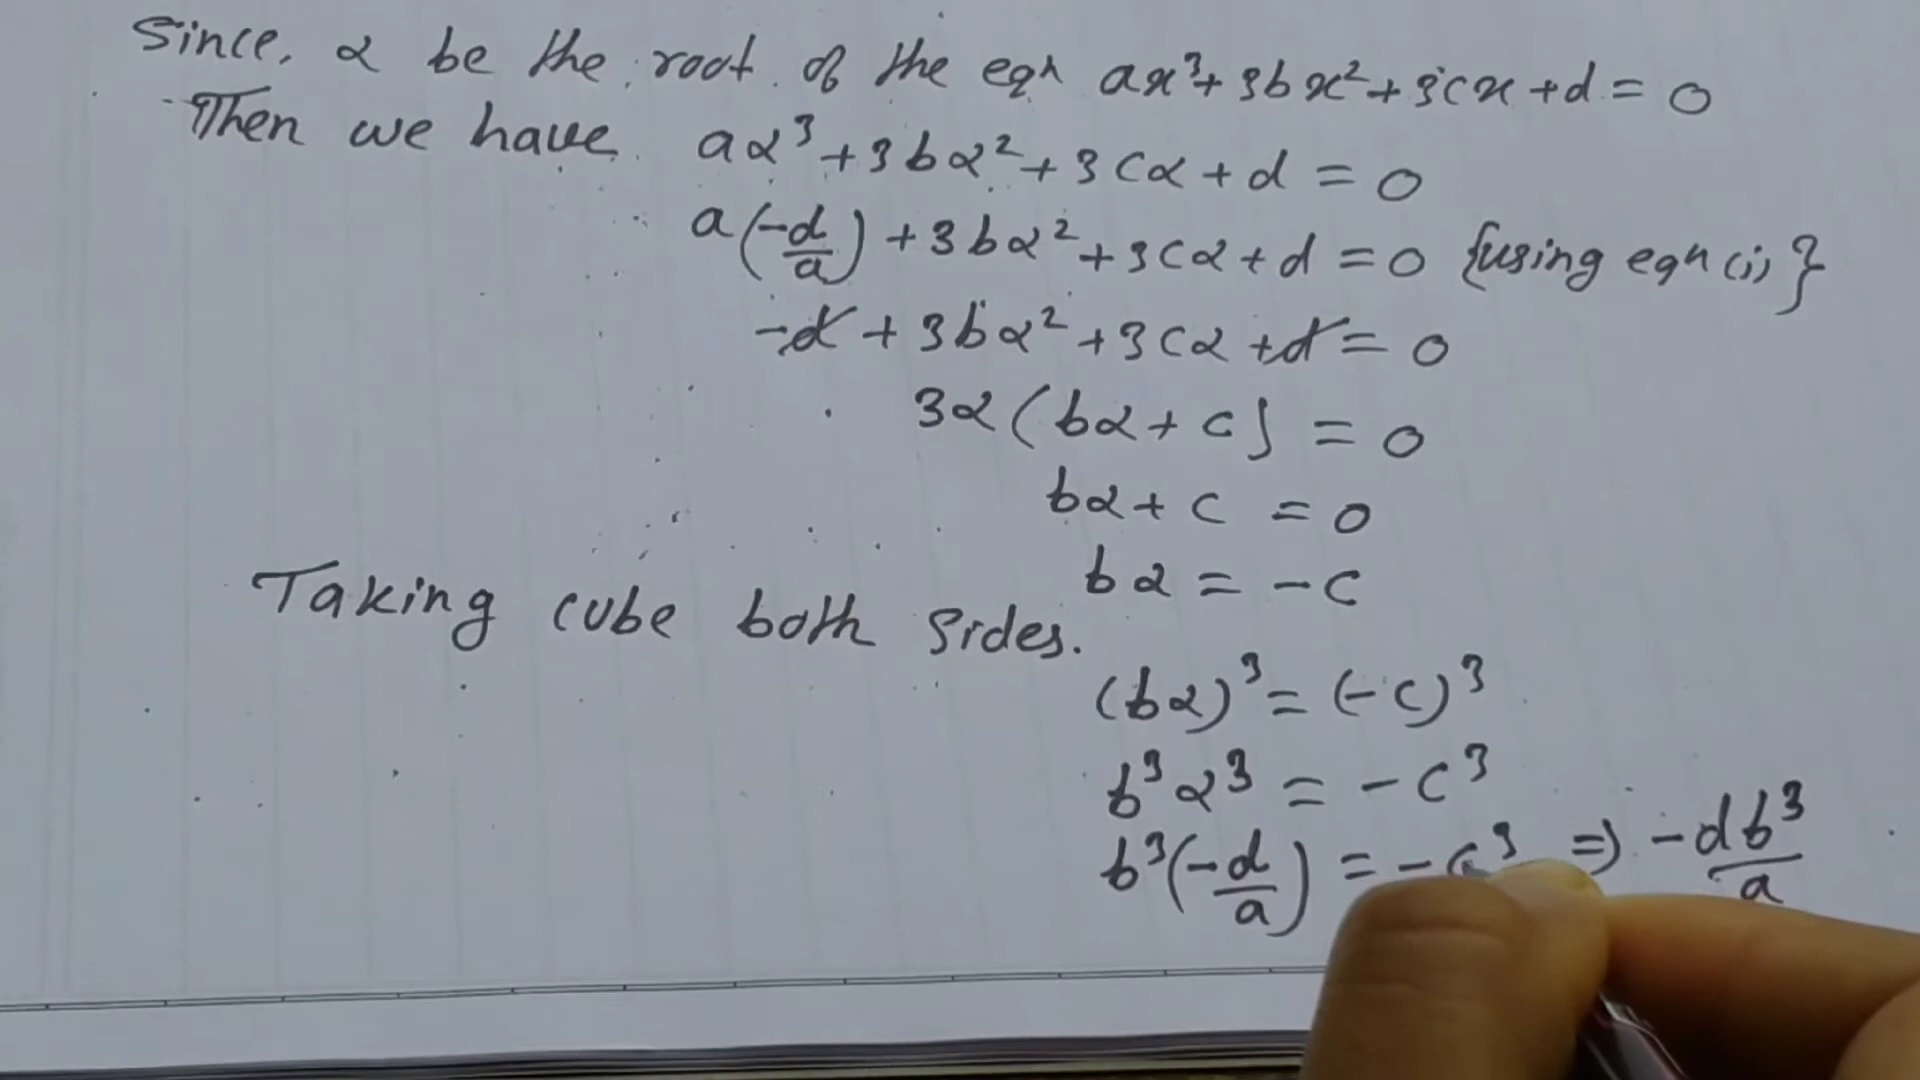 Since, α be the root of the eqn ax³+3bx²+3cx+d=0
Then we have aα³+3bα²+3cα+d=0
a(-d/a)+3bα²+3cα+d=0 {using eqn(i)}
-d+3bα²+3cα+d=0
3α(bα+c)=0
bα+c=0
bα=-c
Taking cube both sides.
(bα)³=(-c)³
b³α³=-c³
b³(-d/a)=-c³ ⇒ -db³/a